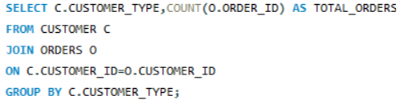 SELECT C.CUSTOMER_TYPE,COUNT(O.ORDER_ID) AS TOTAL_ORDERS
FROM CUSTOMER C
JOIN ORDERS O
ON C.CUSTOMER_ID=O.CUSTOMER_ID
GROUP BY C.CUSTOMER_TYPE;